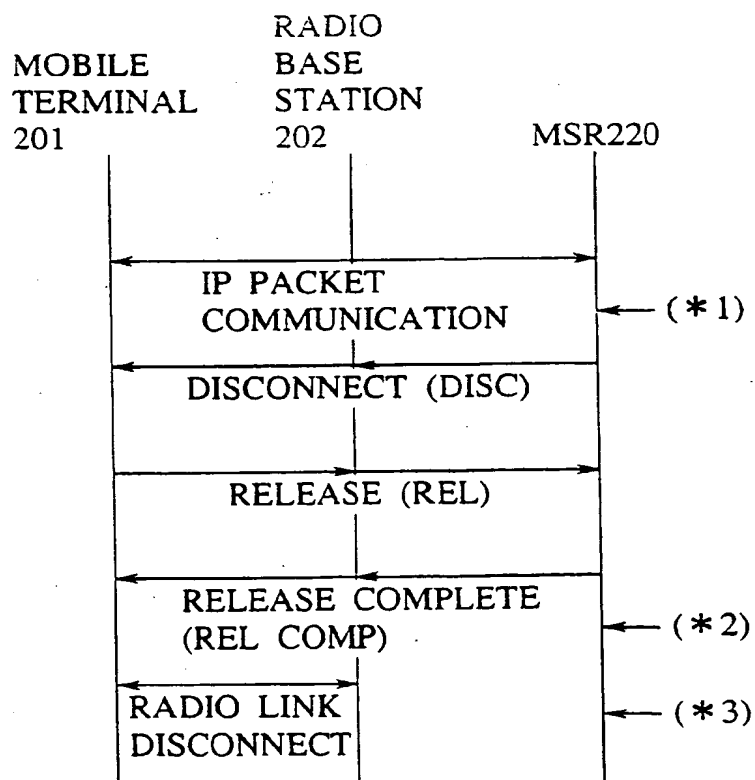 MOBILE
TERMINAL
201
RADIO
BASE
STATION
202
MSR220
IP PACKET
COMMUNICATION
(*1)
DISCONNECT (DISC)
RELEASE (REL)
RELEASE COMPLETE
(REL COMP)
(*2)
RADIO LINK
DISCONNECT
(*3)